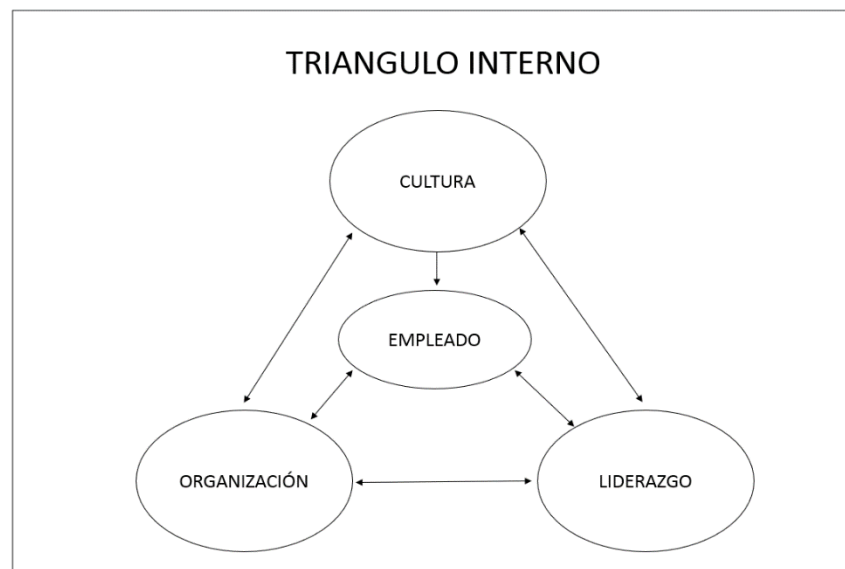 TRIANGULO INTERNO
CULTURA
EMPLEADO
ORGANIZACIÓN
LIDERAZGO